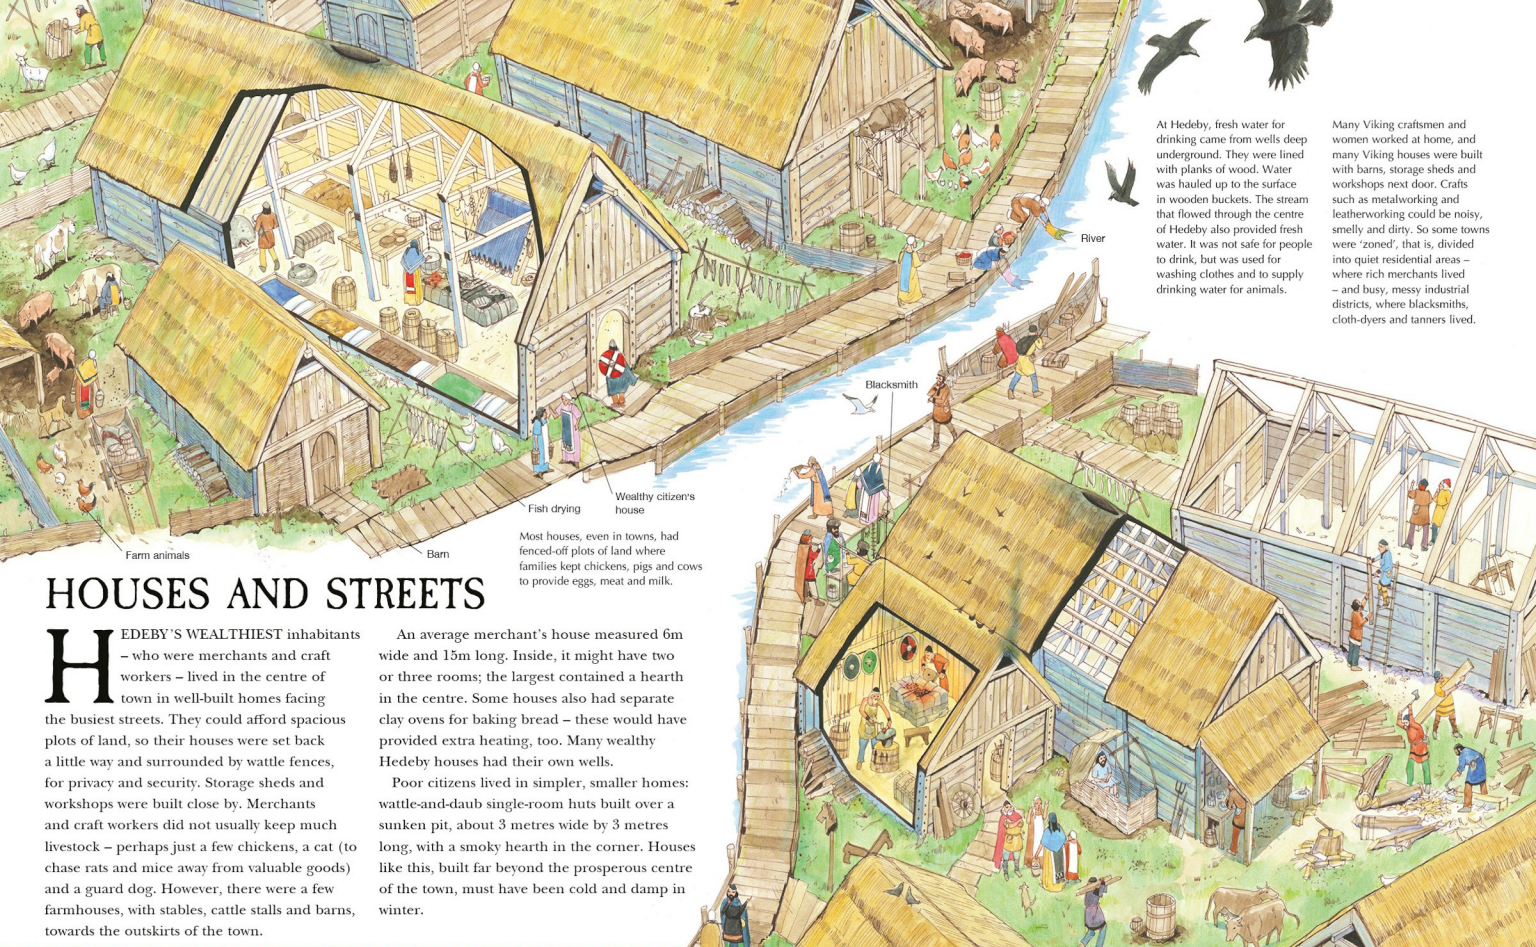 At Hedeby, fresh water for
drinking came from wells deep
underground. They were lined
with planks of wood. Water
was hauled up to the surface
in wooden buckets. The stream
that flowed through the centre
of Hedeby also provided fresh
water. It was not safe for people
to drink, but was used for
washing clothes and to supply
drinking water for animals.
Many Viking craftsmen and
women worked at home, and
many Viking houses were built
with barns, storage sheds and
workshops next door. Crafts
such as metalworking and
leatherworking could be noisy,
smelly and dirty. So some towns
were ‘zoned’, that is, divided
into quiet residential areas –
where rich merchants lived
– and busy, messy industrial
districts, where blacksmiths,
cloth-dyers and tanners lived.
River
Blacksmith
Wealthy citizen's
house
Fish drying
Barn
Farm animals
Most houses, even in towns, had
fenced-off plots of land where
families kept chickens, pigs and cows
to provide eggs, meat and milk.
HOUSES AND STREETS
HEDEBY'S WEALTHIEST inhabitants
– who were merchants and craft
workers – lived in the centre of
town in well-built homes facing
the busiest streets. They could afford spacious
plots of land, so their houses were set back
a little way and surrounded by wattle fences,
for privacy and security. Storage sheds and
workshops were built close by. Merchants
and craft workers did not usually keep much
livestock – perhaps just a few chickens, a cat (to
chase rats and mice away from valuable goods)
and a guard dog. However, there were a few
farmhouses, with stables, cattle stalls and barns,
towards the outskirts of the town.
An average merchant's house measured 6m
wide and 15m long. Inside, it might have two
or three rooms; the largest contained a hearth
in the centre. Some houses also had separate
clay ovens for baking bread – these would have
provided extra heating, too. Many wealthy
Hedeby houses had their own wells.
Poor citizens lived in simpler, smaller homes:
wattle-and-daub single-room huts built over a
sunken pit, about 3 metres wide by 3 metres
long, with a smoky hearth in the corner. Houses
like this, built far beyond the prosperous centre
of the town, must have been cold and damp in
winter.